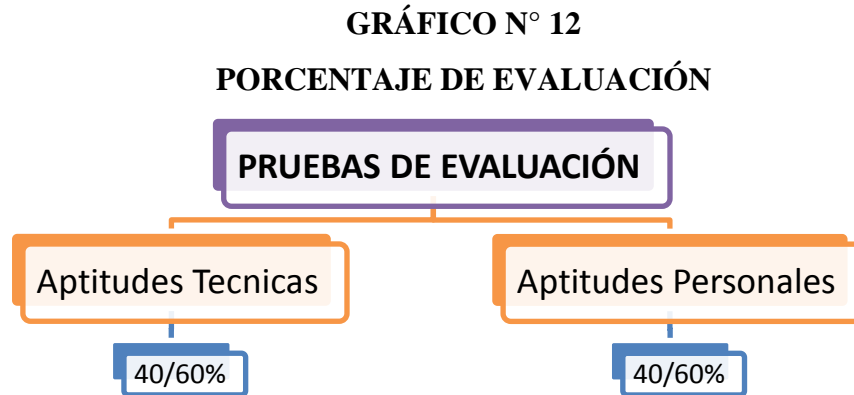 GRÁFICO N° 12
PORCENTAJE DE EVALUACIÓN
PRUEBAS DE EVALUACIÓN
Aptitudes Tecnicas
Aptitudes Personales
40/60%
40/60%